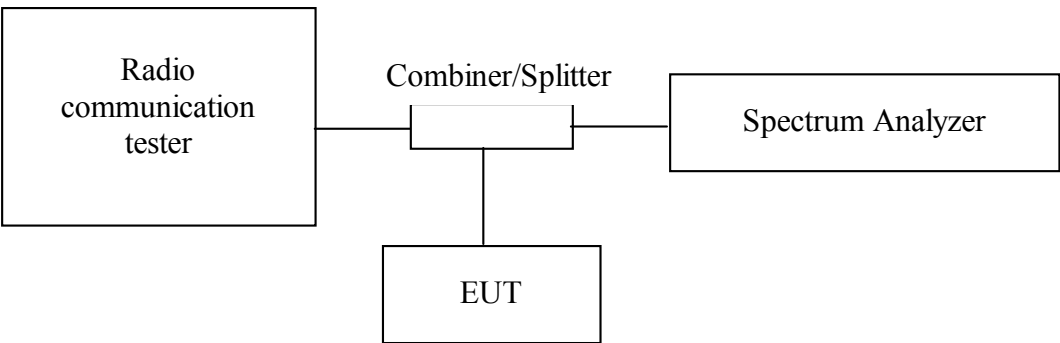 Radio
communication
tester
Combiner/Splitter
Spectrum Analyzer
EUT